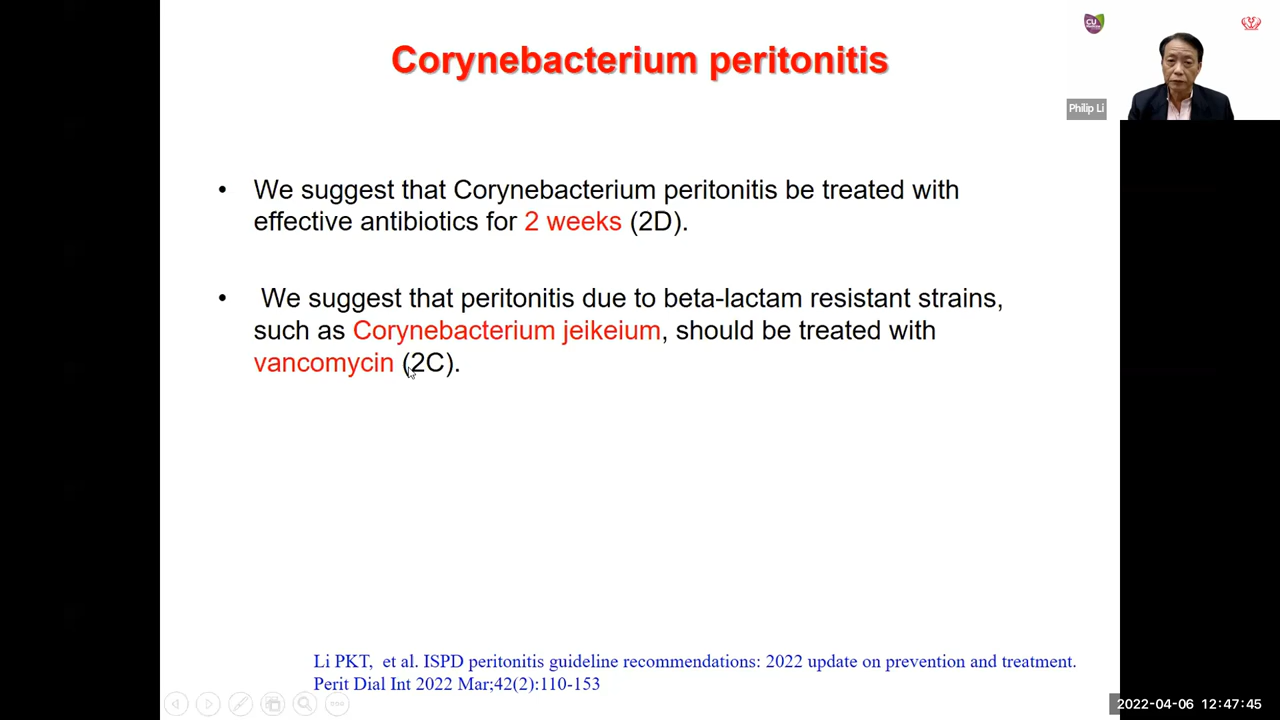 Corynebacterium peritonitis
CU
Philip Li
• We suggest that Corynebacterium peritonitis be treated with
effective antibiotics for 2 weeks (2D).
• We suggest that peritonitis due to beta-lactam resistant strains,
such as Corynebacterium jeikeium, should be treated with
vancomycin (2C).
Li PKT, et al. ISPD peritonitis guideline recommendations: 2022 update on prevention and treatment.
Perit Dial Int 2022 Mar;42(2):110-153
2022-04-06 12:47:45